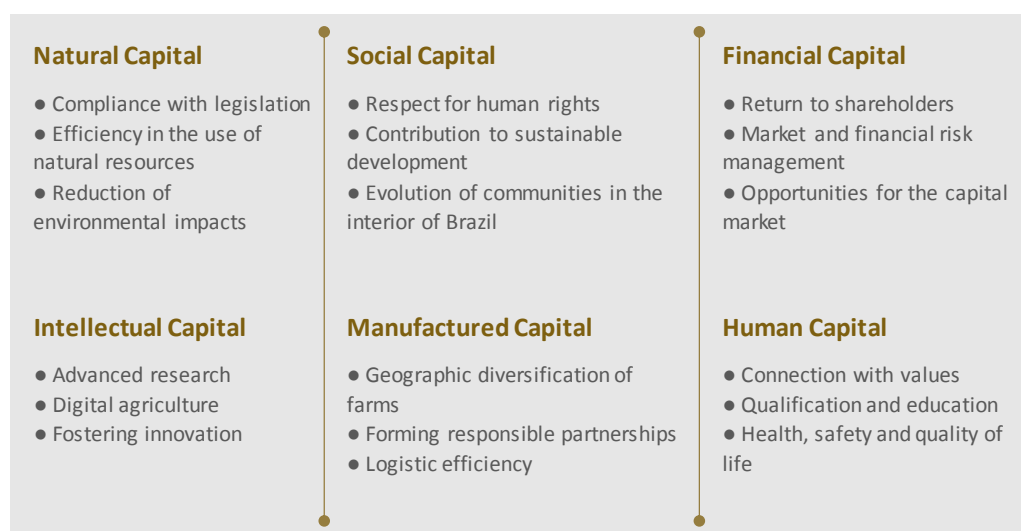 Natural Capital
● Compliance with legislation
● Efficiency in the use of
natural resources
● Reduction of
environmental impacts
Social Capital
● Respect for human rights
● Contribution to sustainable
development
● Evolution of communities in the
interior of Brazil
Financial Capital
● Return to shareholders
● Market and financial risk
management
● Opportunities for the capital
market
Intellectual Capital
● Advanced research
● Digital agriculture
● Fostering innovation
Manufactured Capital
● Geographic diversification of
farms
● Forming responsible partnerships
● Logistic efficiency
Human Capital
● Connection with values
● Qualification and education
● Health, safety and quality of
life